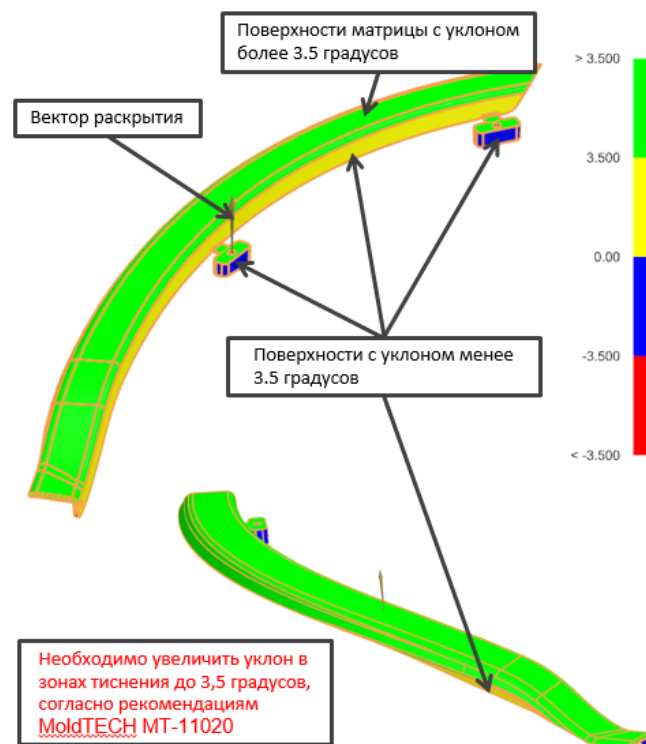 Поверхности матрицы с уклоном
более 3.5 градусов
> 3.500
Вектор раскрытия
3.500
0.00
Поверхности с уклоном менее
3.5 градусов
-3.500
< -3.500
Необходимо увеличить уклон в
зонах тиснения до 3,5 градусов,
согласно рекомендациям
MoldTECH MT-11020